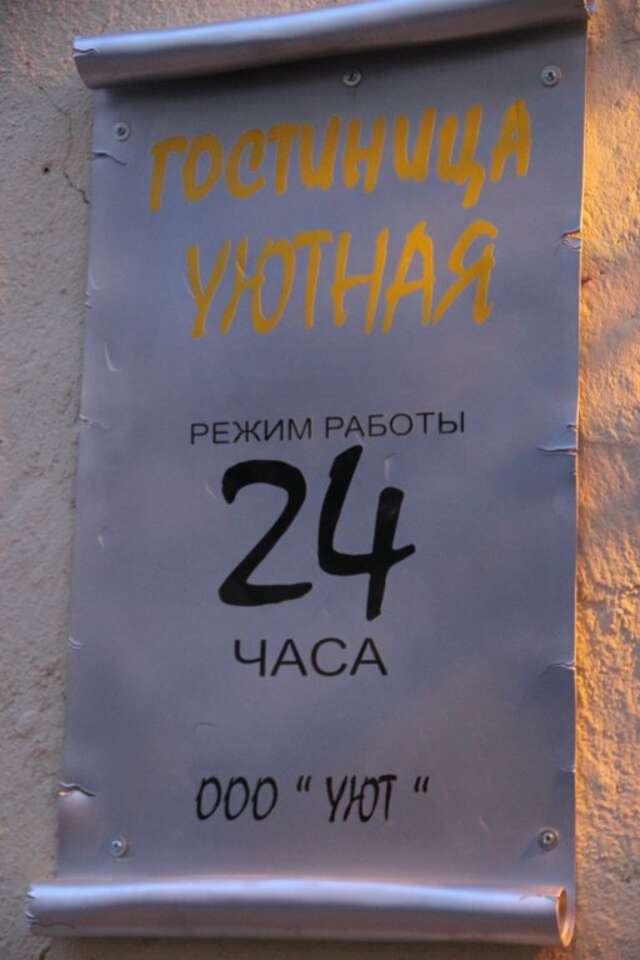 ГОСТИНИЦА
УЮТНАЯ
РЕЖИМ РАБОТЫ
24
ЧАСА
ООО “ УЮТ “